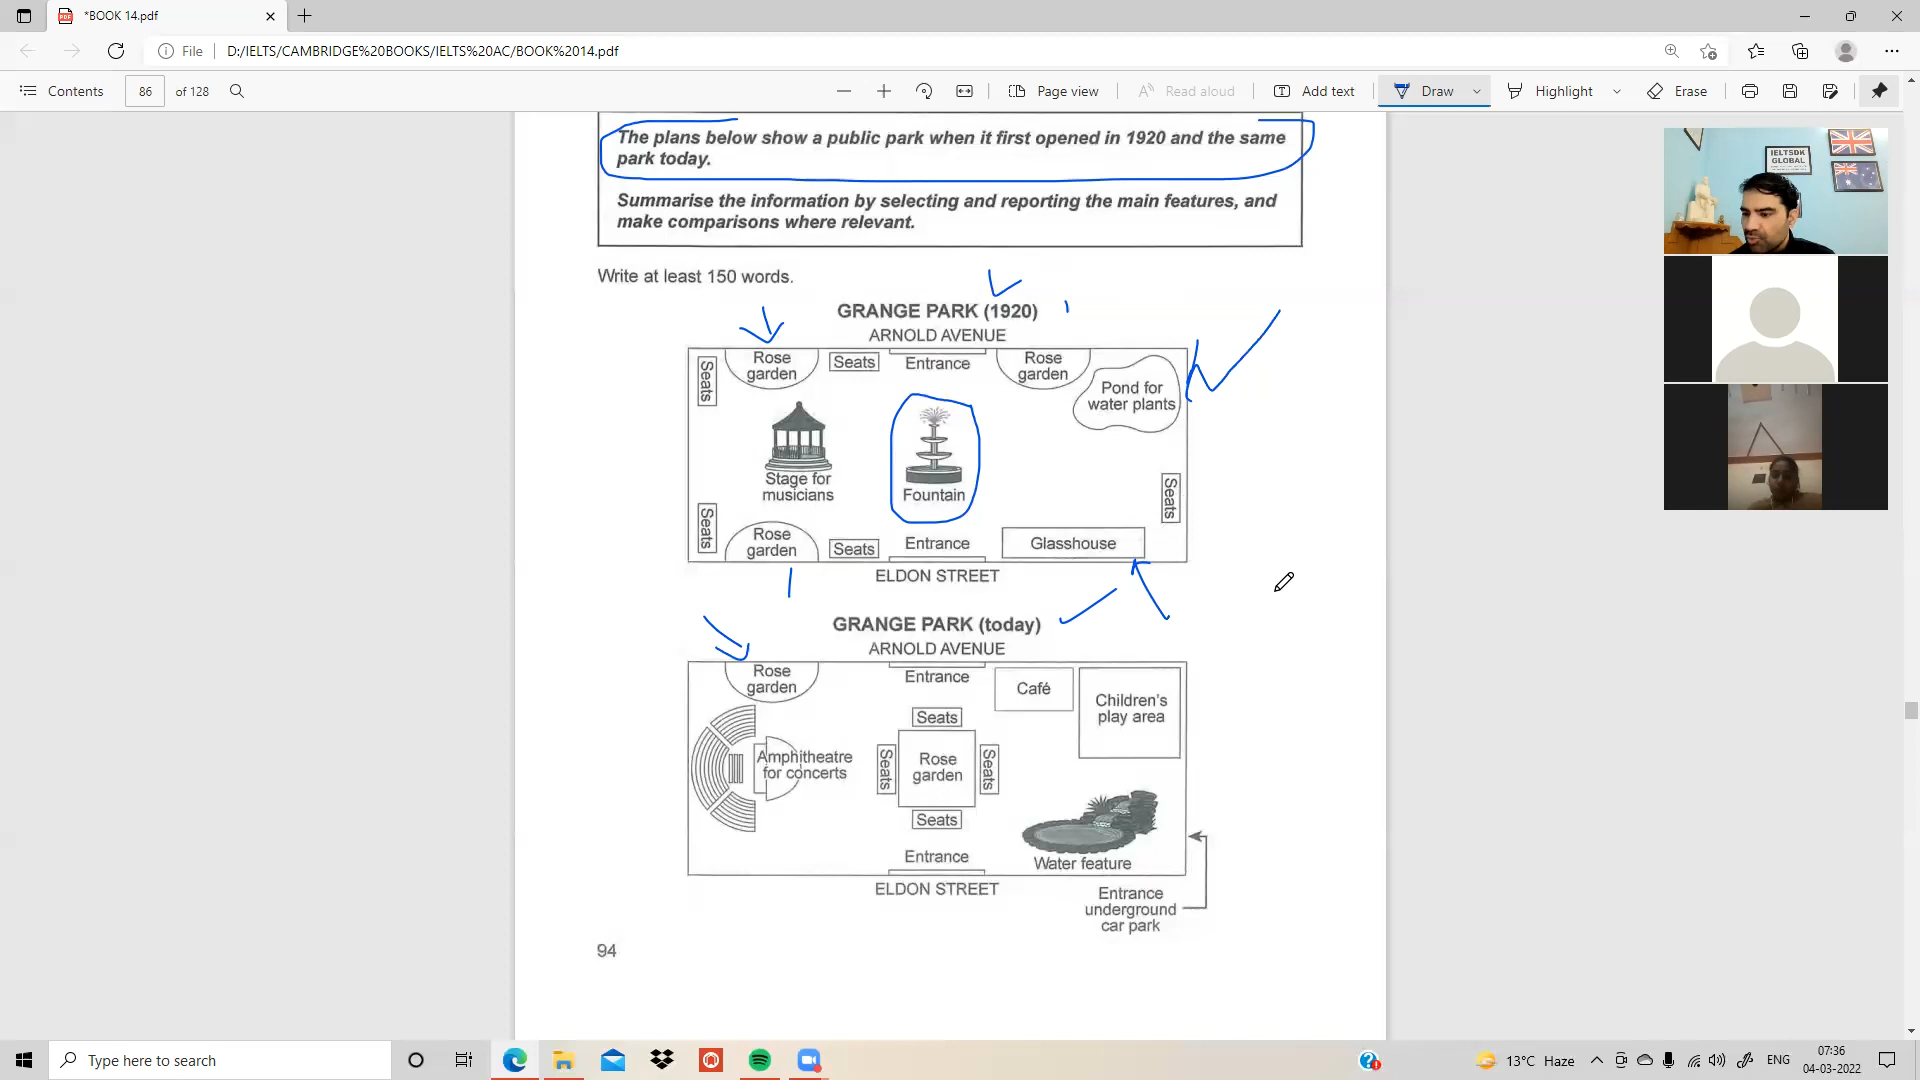 *BOOK 14.pdf
File
D:/IELTS/CAMBRIDGE%20BOOKS/IELTS%20AC/BOOK%2014.pdf
Contents
86
of 128
Page view
Read aloud
Add text
Draw
Highlight
Erase
The plans below show a public park when it first opened in 1920 and the same
park today.
Summarise the information by selecting and reporting the main features, and
make comparisons where relevant.
Write at least 150 words.
GRANGE PARK (1920)
ARNOLD AVENUE
Seats
Rose
garden
Seats
Entrance
Rose
garden
Pond for
water plants
Stage for
musicians
Fountain
Seats
Seats
Rose
garden
Seats
Entrance
Glasshouse
ELDON STREET
GRANGE PARK (today)
ARNOLD AVENUE
Rose
garden
Entrance
Café
Children's
play area
Seats
Amphitheatre
for concerts
Seats
Rose
garden
Seats
Seats
Entrance
Water feature
ELDON STREET
Entrance
underground
car park
94
IELTSDK
GLOBAL
Type here to search
13°C Haze
ENG
07:36
04-03-2022